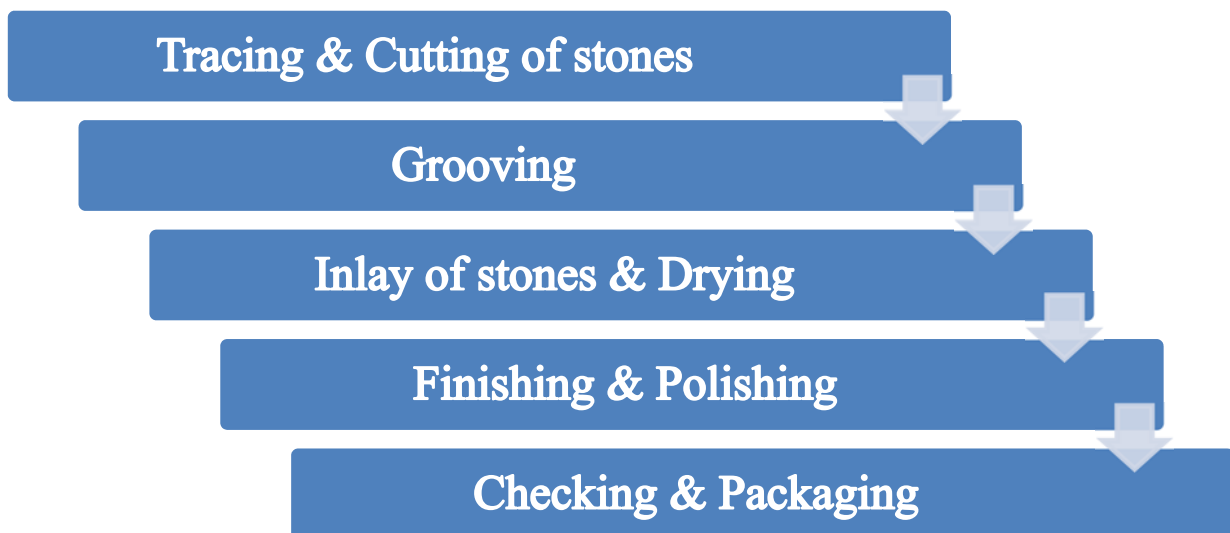 Tracing & Cutting of stones
Grooving
Inlay of stones & Drying
Finishing & Polishing
Checking & Packaging